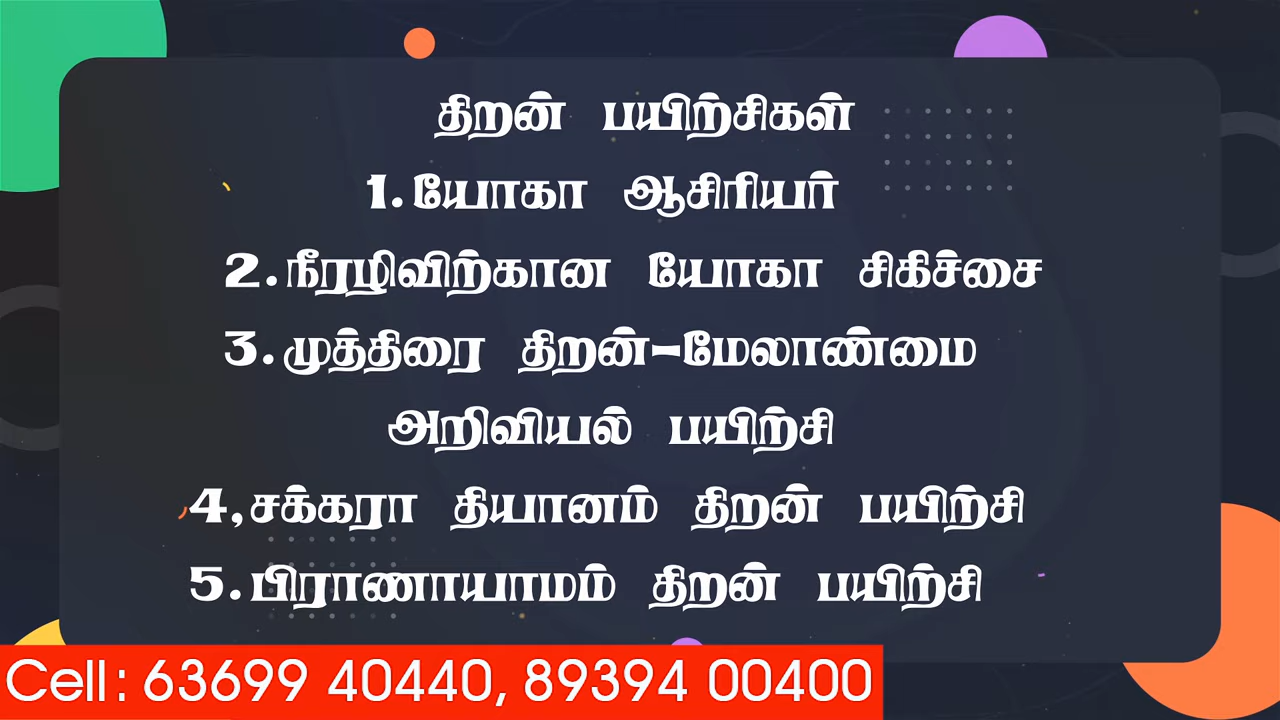 திறன் பயிற்சிகள்
1.யோகா ஆசிரியர்
2.நீரழிவிற்கான யோகா சிகிச்சை
3.முத்திரை திறன்-மேலாண்மை
அறிவியல் பயிற்சி
4,சக்கரா தியானம் திறன் பயிற்சி
5.பிராணாயாமம் திறன் பயிற்சி
Cell: 63699 40440, 89394 00400